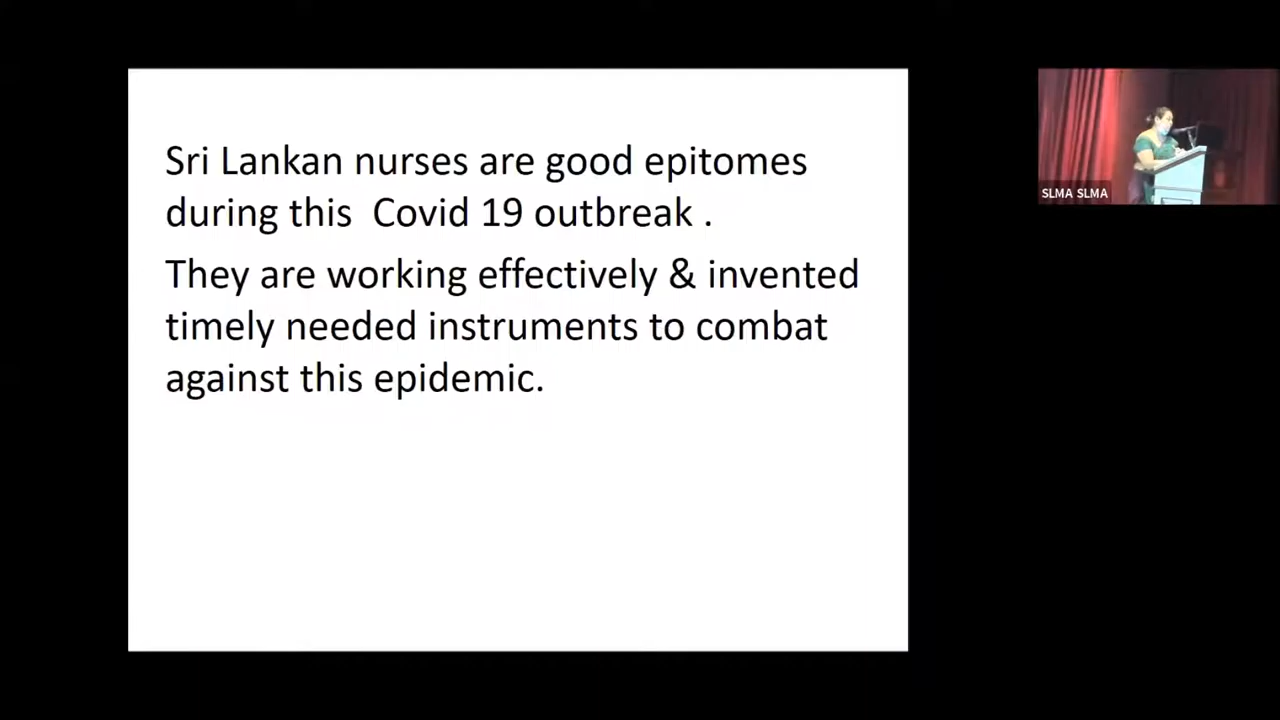 Sri Lankan nurses are good epitomes
during this  Covid 19 outbreak .
They are working effectively & invented
timely needed instruments to combat
against this epidemic.
SLMA SLMA